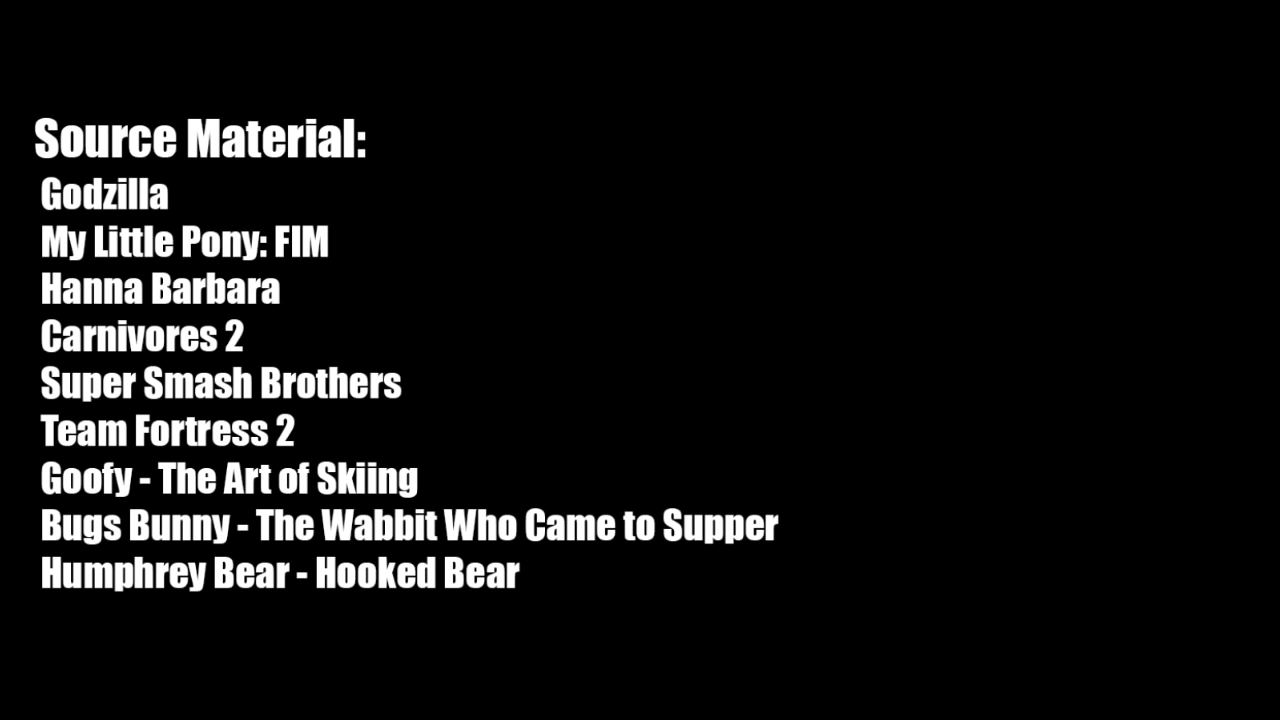 Source Material:
Godzilla
My Little Pony: FIM
Hanna Barbara
Carnivores 2
Super Smash Brothers
Team Fortress 2
Goofy - The Art of Skiing
Bugs Bunny - The Wabbit Who Came to Supper
Humphrey Bear - Hooked Bear